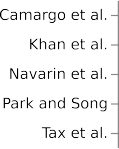 Camargo et al.
Khan et al.
Navarin et al.
Park and Song
Tax et al.